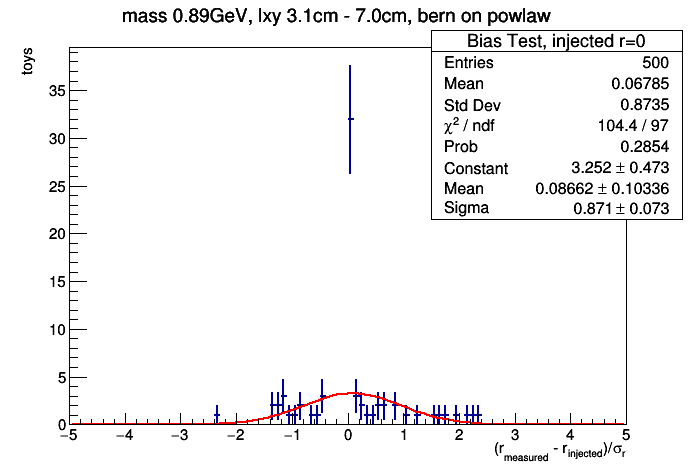 mass 0.89GeV, lxy 3.1cm - 7.0cm, bern on powlaw
Bias Test, injected r=0
Entries 500
Mean 0.06785
Std Dev 0.8735
χ² / ndf 104.4 / 97
Prob 0.2854
Constant 3.252 ± 0.473
Mean 0.08662 ± 0.10336
Sigma 0.871 ± 0.073
toys
35
30
25
20
15
10
5
0
−5 −4 −3 −2 −1 0 1 2 3 4 5
(r_measured - r_injected)/σ_r